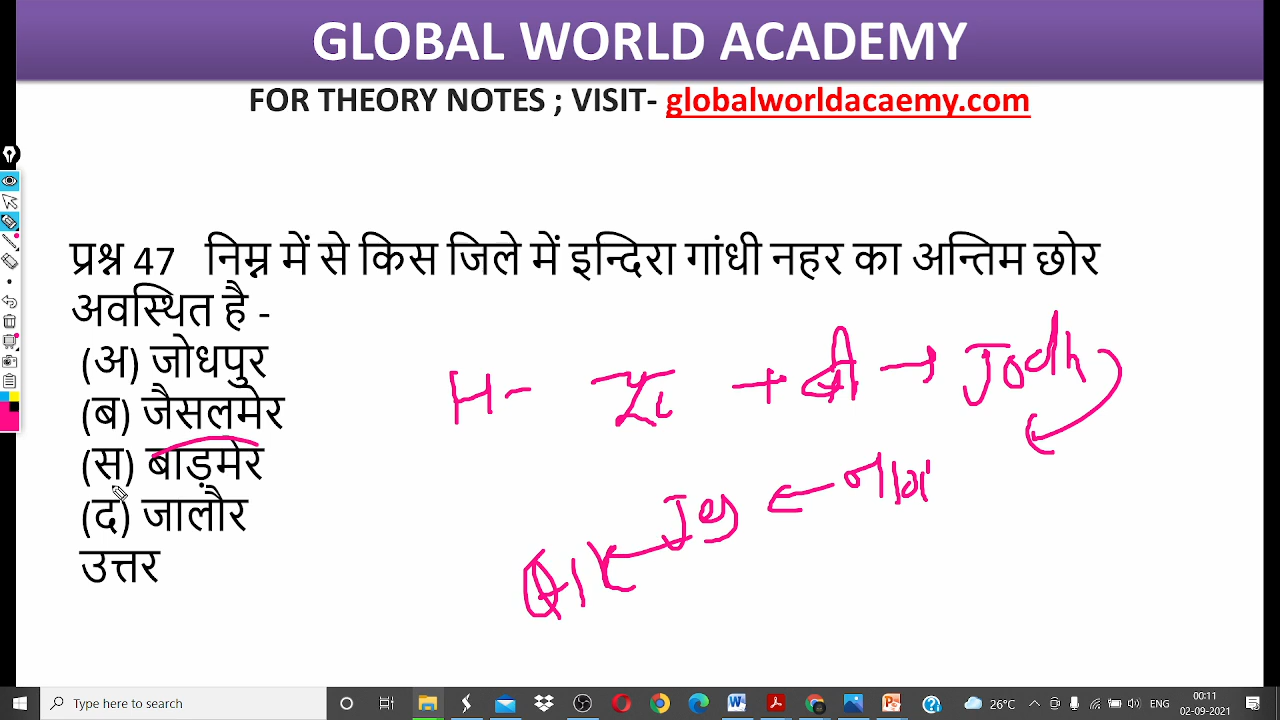 GLOBAL WORLD ACADEMY
FOR THEORY NOTES ; VISIT- globalworldacaemy.com
प्रश्न 47 निम्न में से किस जिले में इन्दिरा गांधी नहर का अन्तिम छोर
अवस्थित है -
(अ) जोधपुर
(ब) जैसलमेर
(स) बाड़मेर
(द) जालौर
उत्तर
H-
+ बी → Jodh
Type here to search
26°C
00:11
02-09-2021